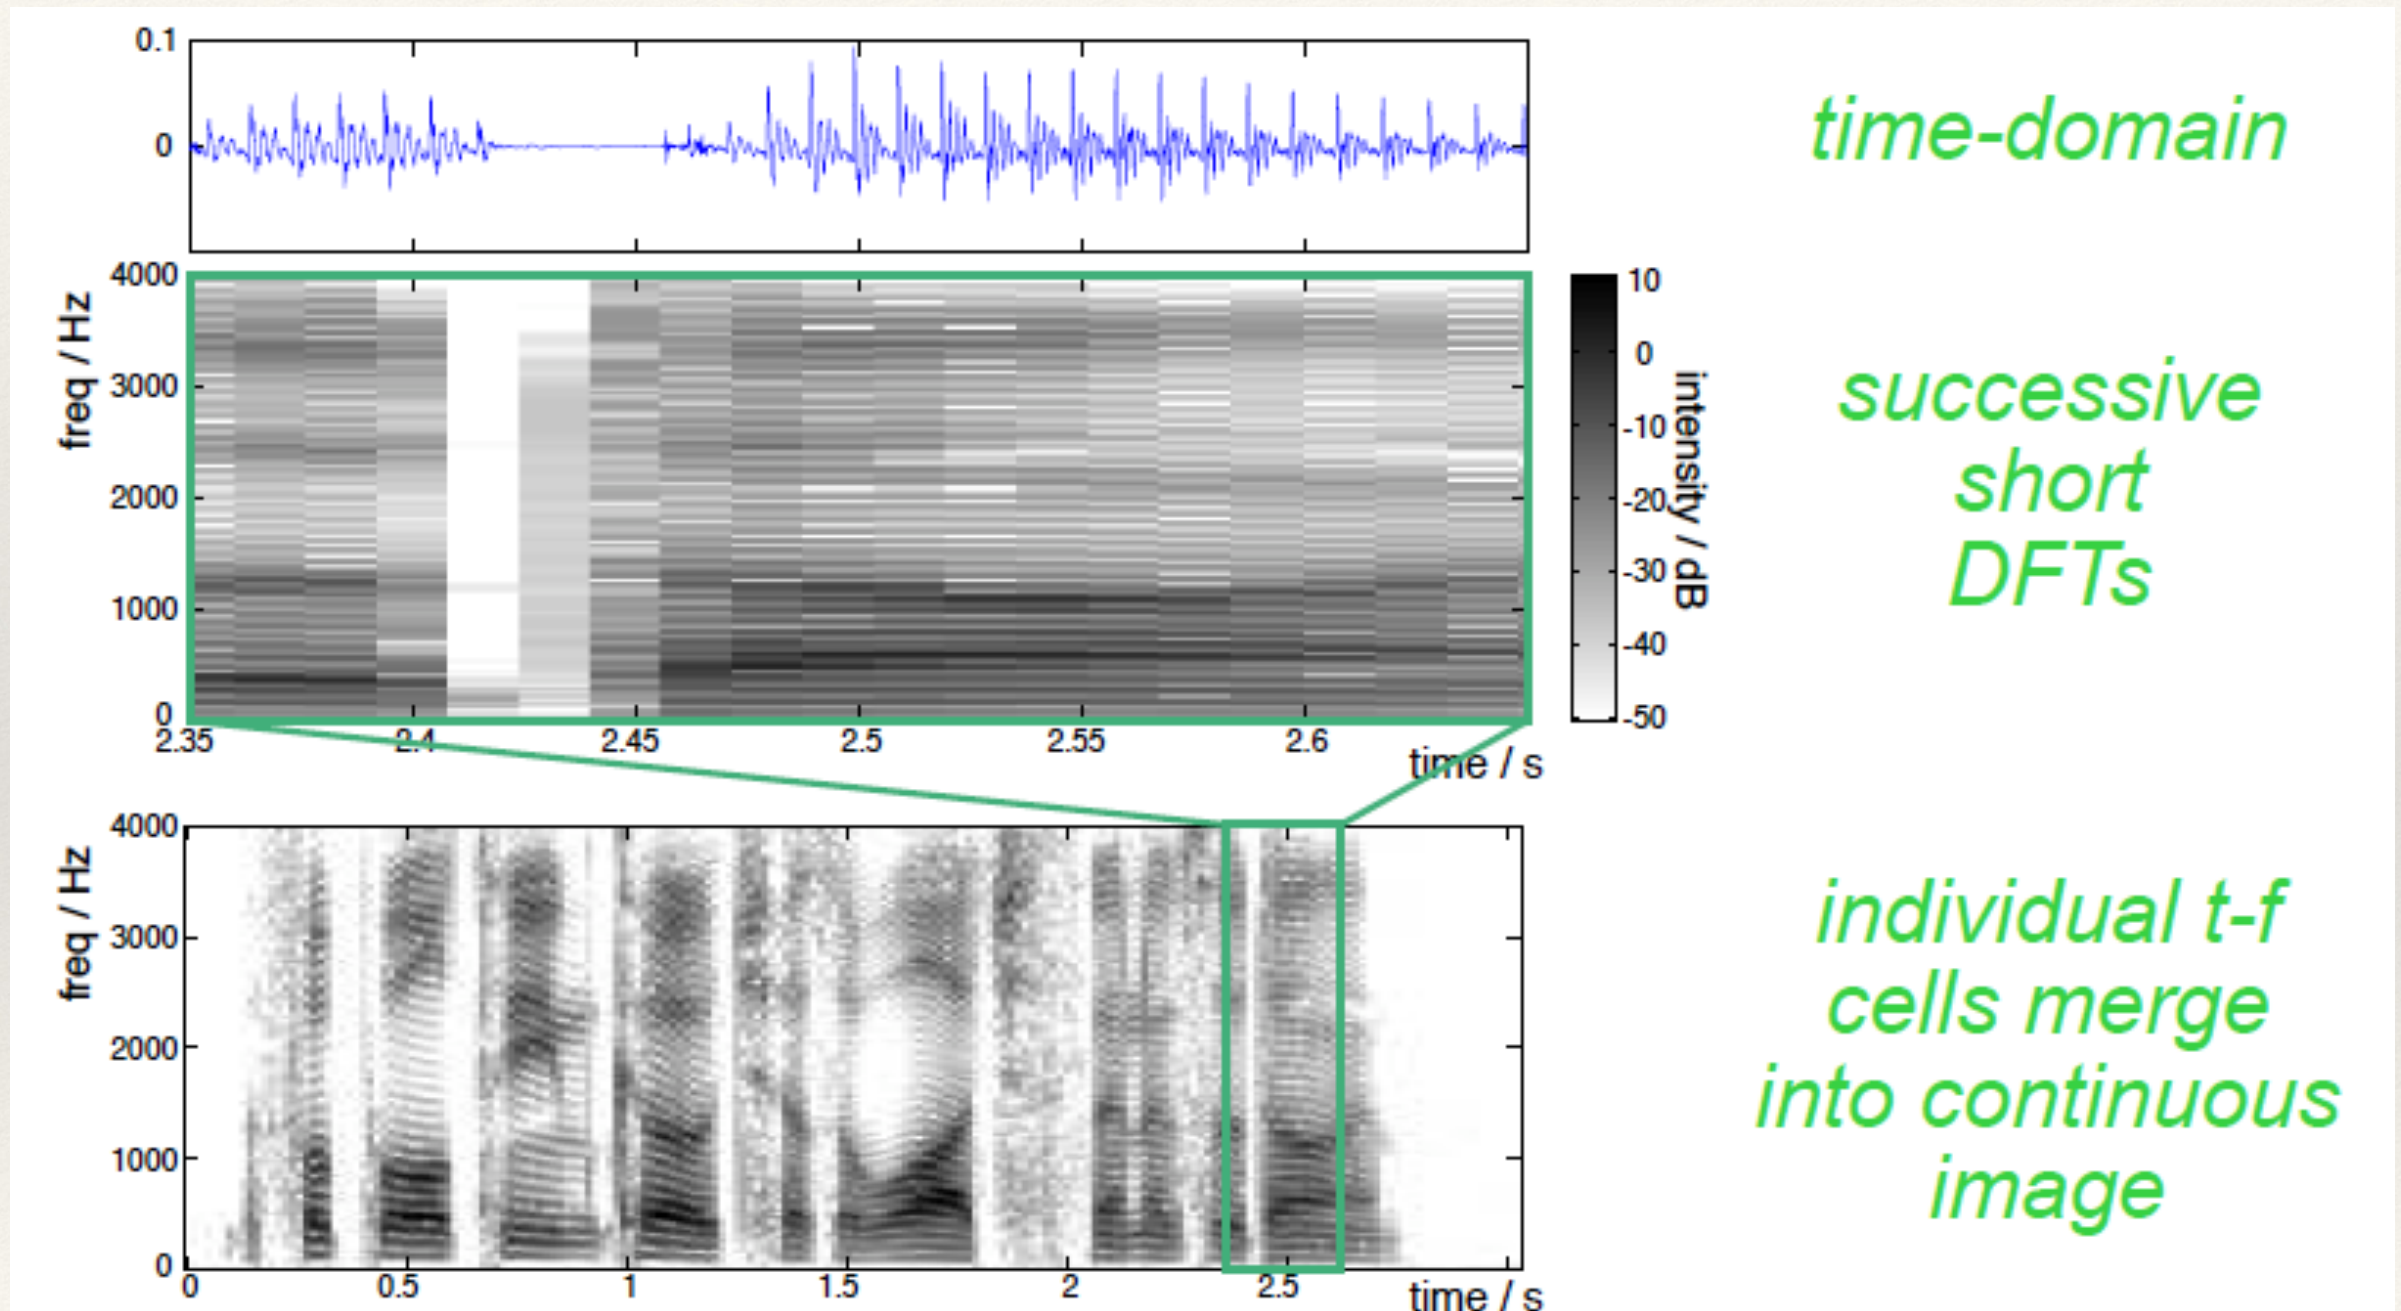 0.1
0
time-domain
4000
3000
2000
1000
0
freq / Hz
2.35
2.4
2.45
2.5
2.55
2.6
time / s
10
0
-10
-20
-30
-40
-50
intensity / dB
successive
short
DFTs
4000
3000
2000
1000
0
freq / Hz
0
0.5
1
1.5
2
2.5
time / s
individual t-f
cells merge
into continuous
image